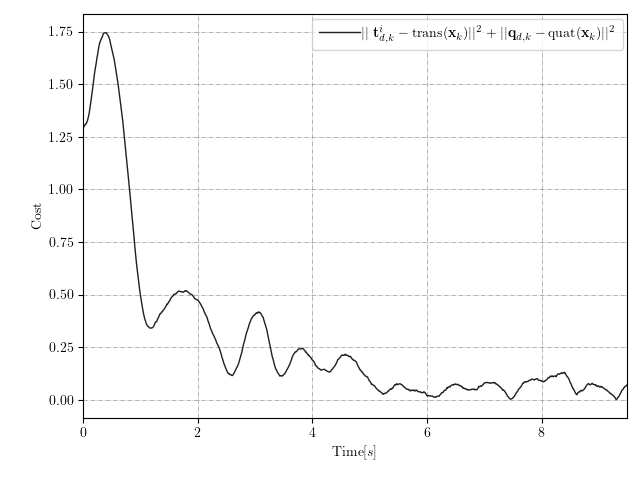 || t^i_{d,k} − trans(x_k)||^2 + ||q_{d,k} − quat(x_k)||^2
1.75
1.50
1.25
1.00
0.75
0.50
0.25
0.00
Cost
0 2 4 6 8
Time[s]